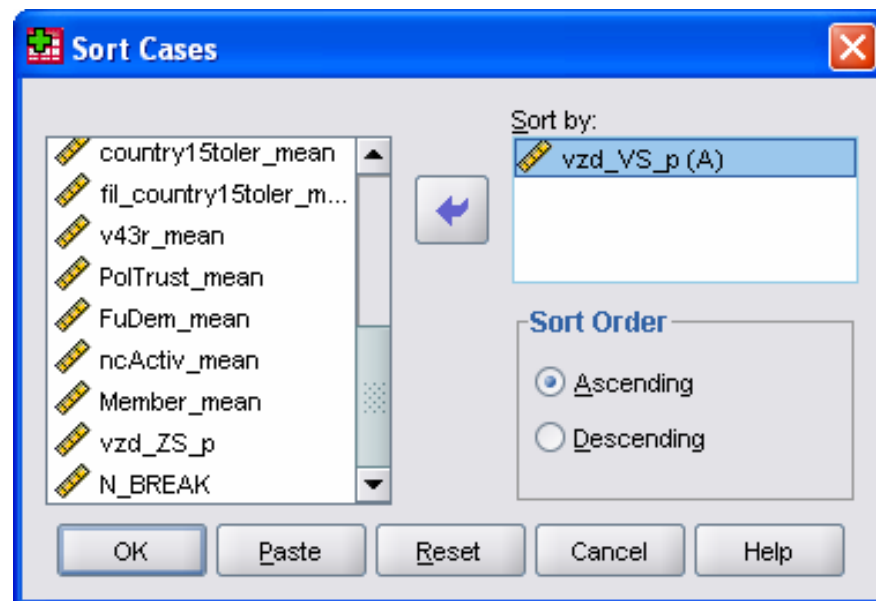 Sort Cases
country15toler_mean
fil_country15toler_m...
v43r_mean
PolTrust_mean
FuDem_mean
ncActiv_mean
Member_mean
vzd_ZS_p
N_BREAK
Sort by:
vzd_VS_p (A)
Sort Order
Ascending
Descending
OK
Paste
Reset
Cancel
Help